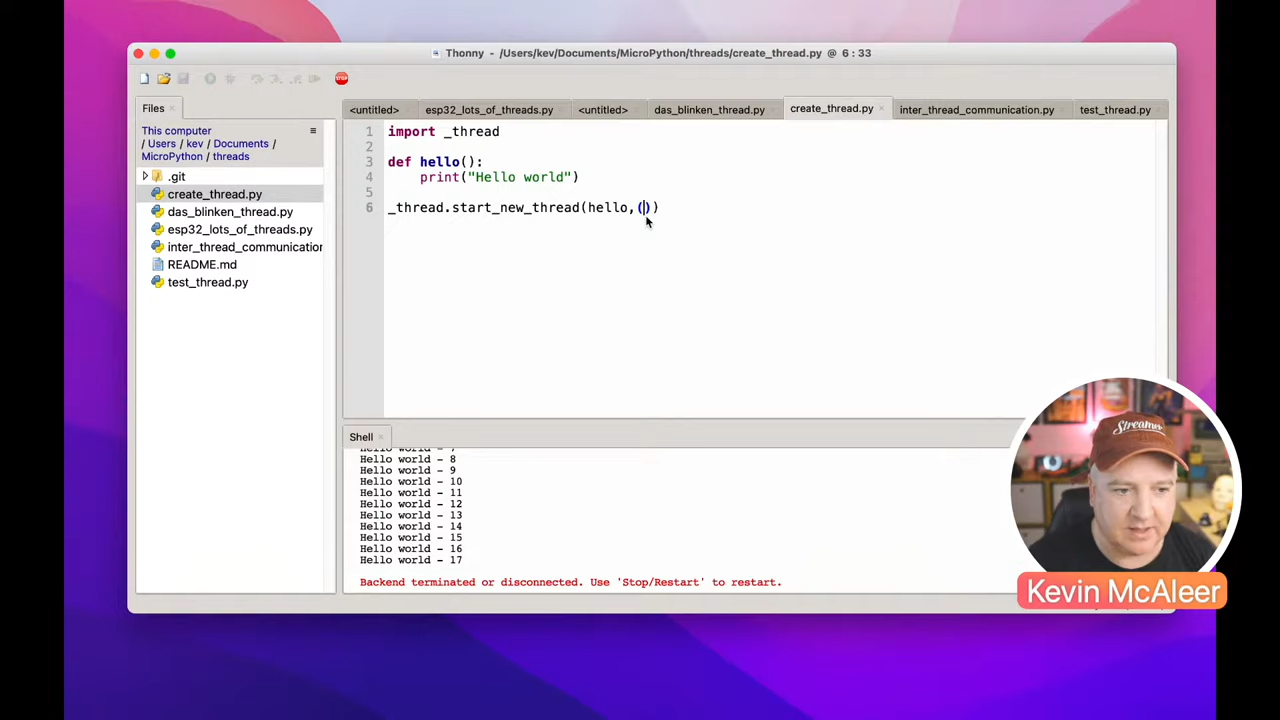 Thonny - /Users/kev/Documents/MicroPython/threads/create_thread.py @ 6 : 33
STOP
Files
<untitled> esp32_lots_of_threads.py <untitled> das_blinken_thread.py create_thread.py inter_thread_communication.py test_thread.py
This computer
/ Users / kev / Documents /
MicroPython / threads
.git
create_thread.py
das_blinken_thread.py
esp32_lots_of_threads.py
inter_thread_communication
README.md
test_thread.py
1 import _thread
2
3 def hello():
4 print("Hello world")
5
6 _thread.start_new_thread(hello,())
Shell
Hello world - 7
Hello world - 8
Hello world - 9
Hello world - 10
Hello world - 11
Hello world - 12
Hello world - 13
Hello world - 14
Hello world - 15
Hello world - 16
Hello world - 17
Backend terminated or disconnected. Use 'Stop/Restart' to restart.
Streamer
Kevin McAleer